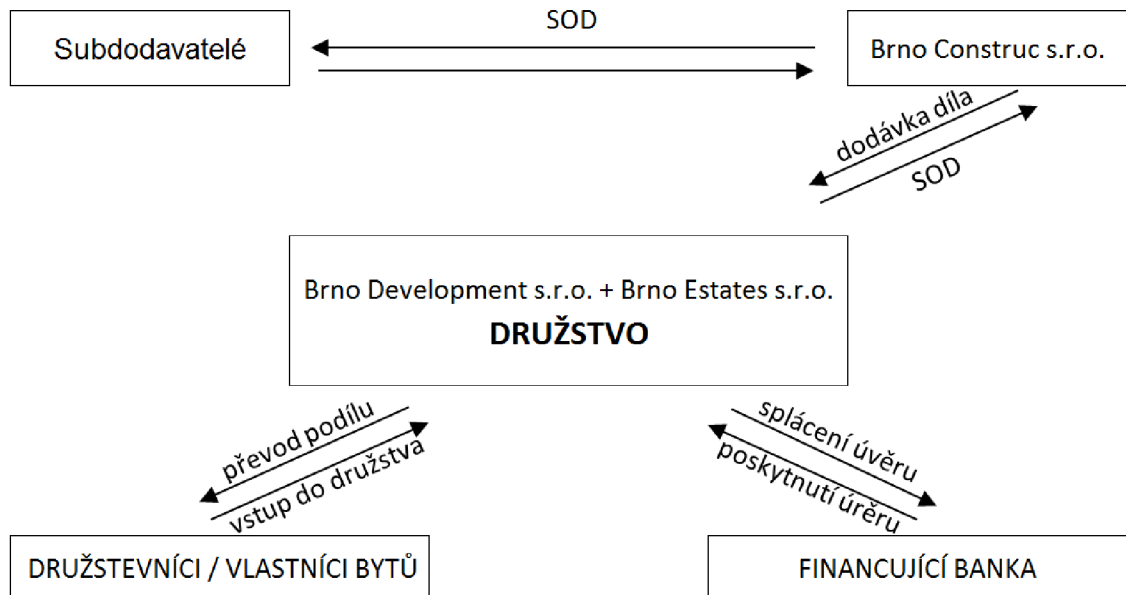 SOD
Subdodavatelé
Brno Construc s.r.o.
dodávka díla
SOD
Brno Development s.r.o. + Brno Estates s.r.o.
DRUŽSTVO
převod podílu
vstup do družstva
splácení úvěru
poskytnutí úrěru
DRUŽSTEVNÍCI / VLASTNÍCI BYTŮ
FINANCUJÍCÍ BANKA